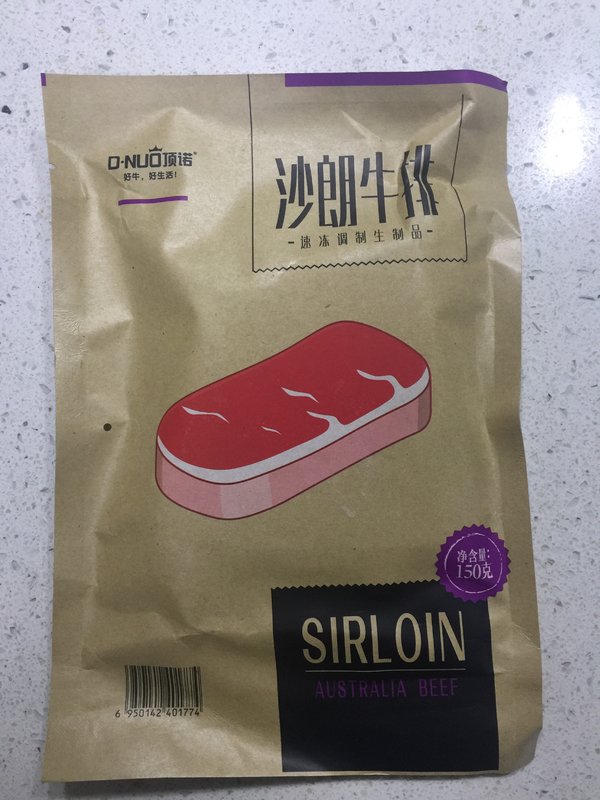 D·NUO顶诺®
好牛，好生活！
沙朗牛排
-速冻调制生制品-
净含量：
150克
SIRLOIN
AUSTRALIA BEEF
6 950142 401774